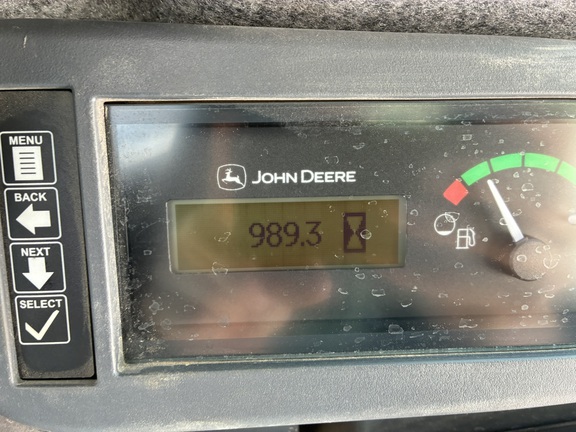 MENU
BACK
NEXT
SELECT
JOHN DEERE
989.3